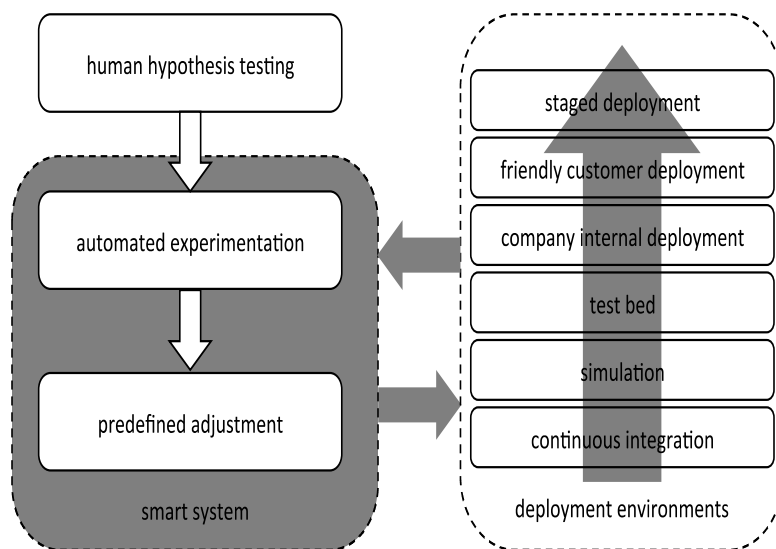 human hypothesis testing
automated experimentation
predefined adjustment
smart system
staged deployment
friendly customer deployment
company internal deployment
test bed
simulation
continuous integration
deployment environments